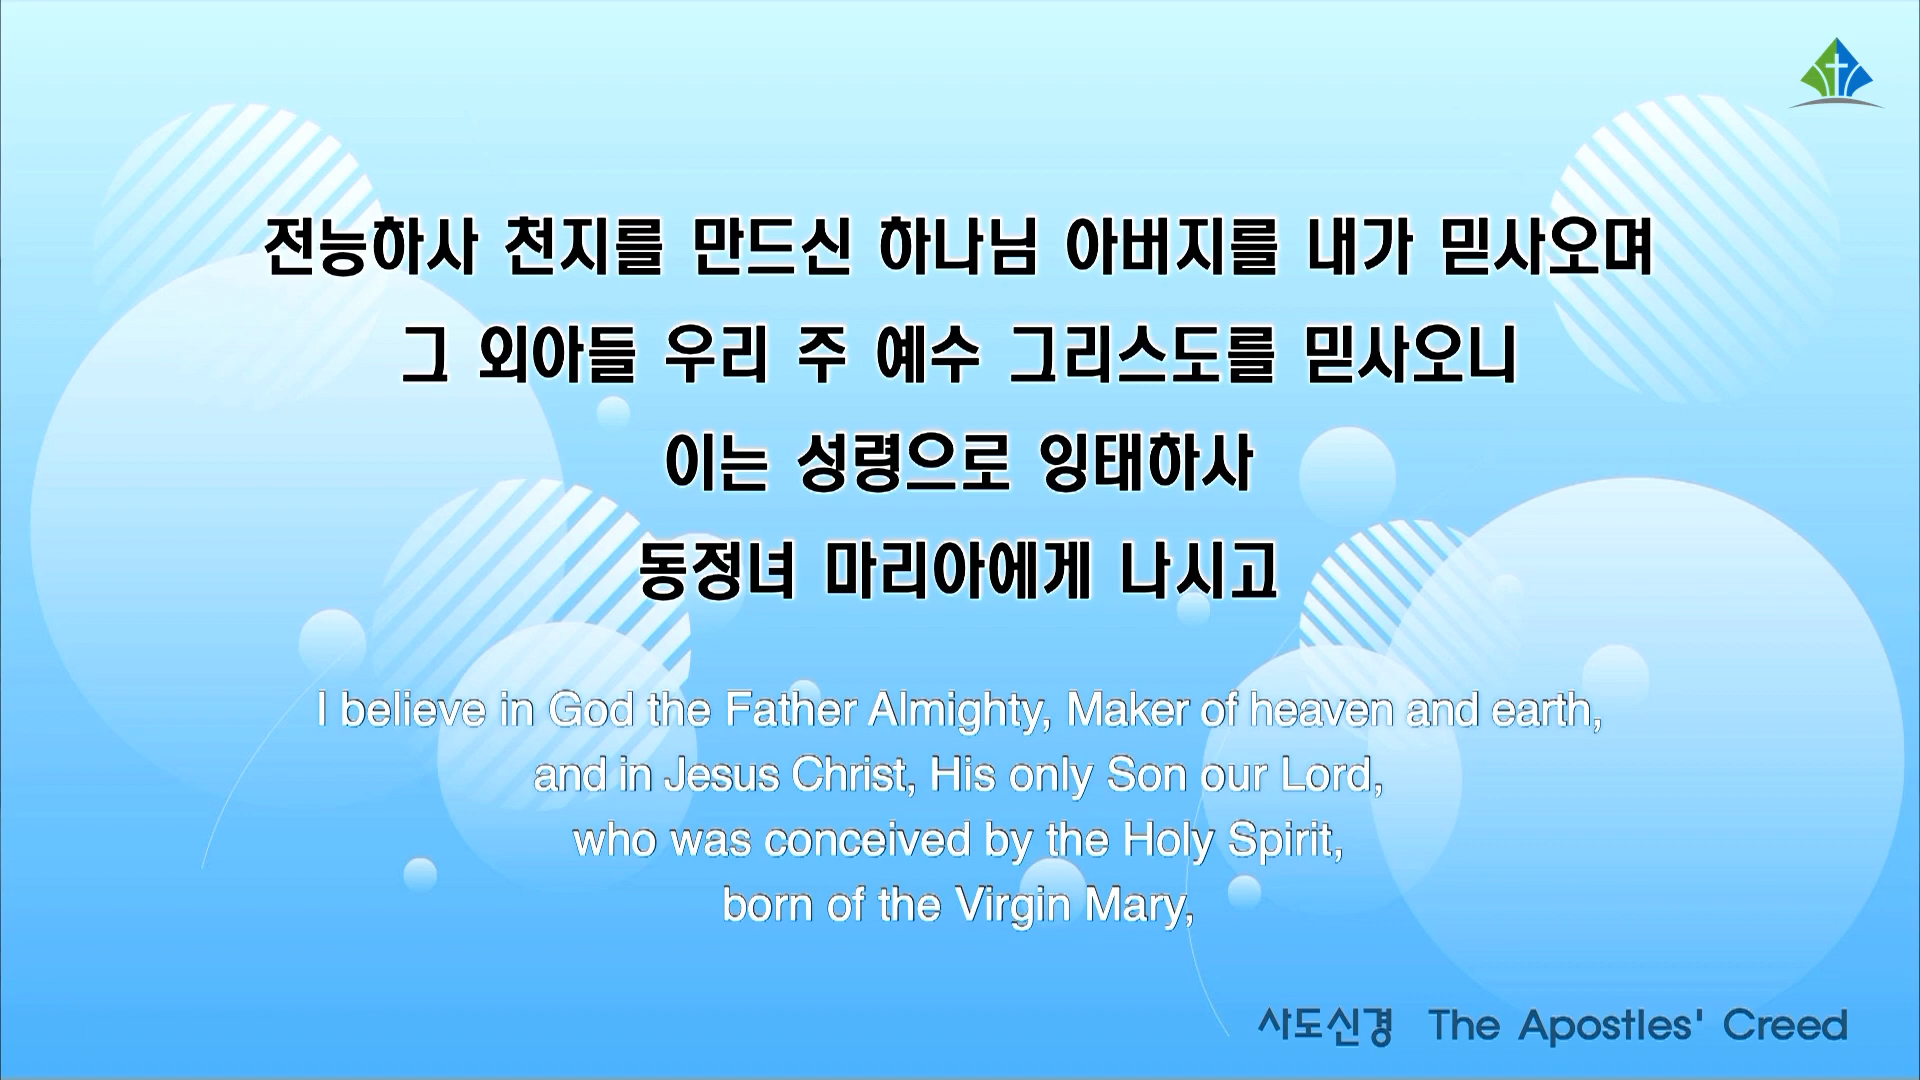 전능하사 천지를 만드신 하나님 아버지를 내가 믿사오며
그 외아들 우리 주 예수 그리스도를 믿사오니
이는 성령으로 잉태하사
동정녀 마리아에게 나시고
I believe in God the Father Almighty, Maker of heaven and earth,
and in Jesus Christ, His only Son our Lord,
who was conceived by the Holy Spirit,
born of the Virgin Mary,
사도신경 The Apostles' Creed